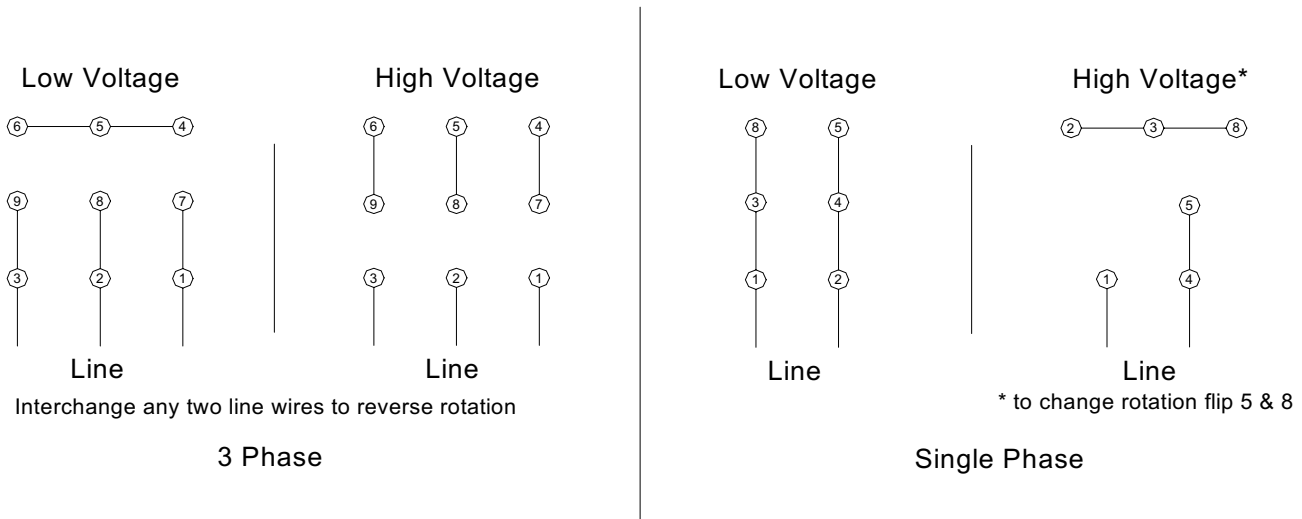 Low Voltage
6 5 4
9 8 7
3 2 1
Line
High Voltage
6 5 4
9 8 7
3 2 1
Line
Interchange any two line wires to reverse rotation
3 Phase
Low Voltage
8 5
3 4
1 2
Line
High Voltage*
2 3 8
5
1 4
Line
* to change rotation flip 5 & 8
Single Phase